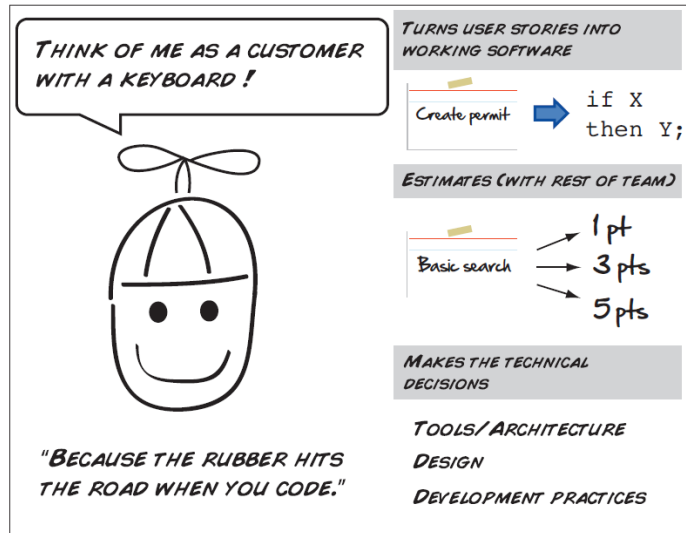 THINK OF ME AS A CUSTOMER
WITH A KEYBOARD !
"BECAUSE THE RUBBER HITS
THE ROAD WHEN YOU CODE."
TURNS USER STORIES INTO
WORKING SOFTWARE
Create permit
if X
then Y;
ESTIMATES (WITH REST OF TEAM)
Basic search
1 pt
3 pts
5 pts
MAKES THE TECHNICAL
DECISIONS
TOOLS/ARCHITECTURE
DESIGN
DEVELOPMENT PRACTICES